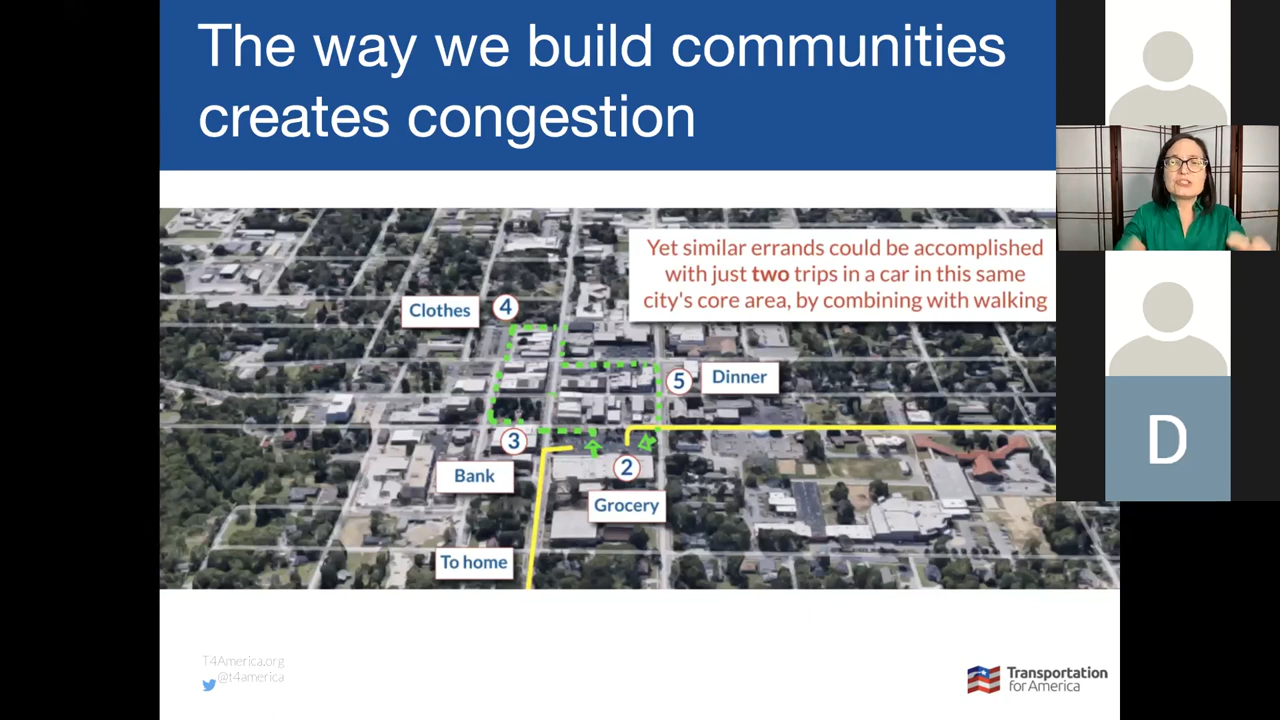 The way we build communities
creates congestion
Yet similar errands could be accomplished
with just two trips in a car in this same
city's core area, by combining with walking
Clothes
4
5
Dinner
3
Bank
2
Grocery
To home
D
T4America.org
@t4america
Transportation
for America